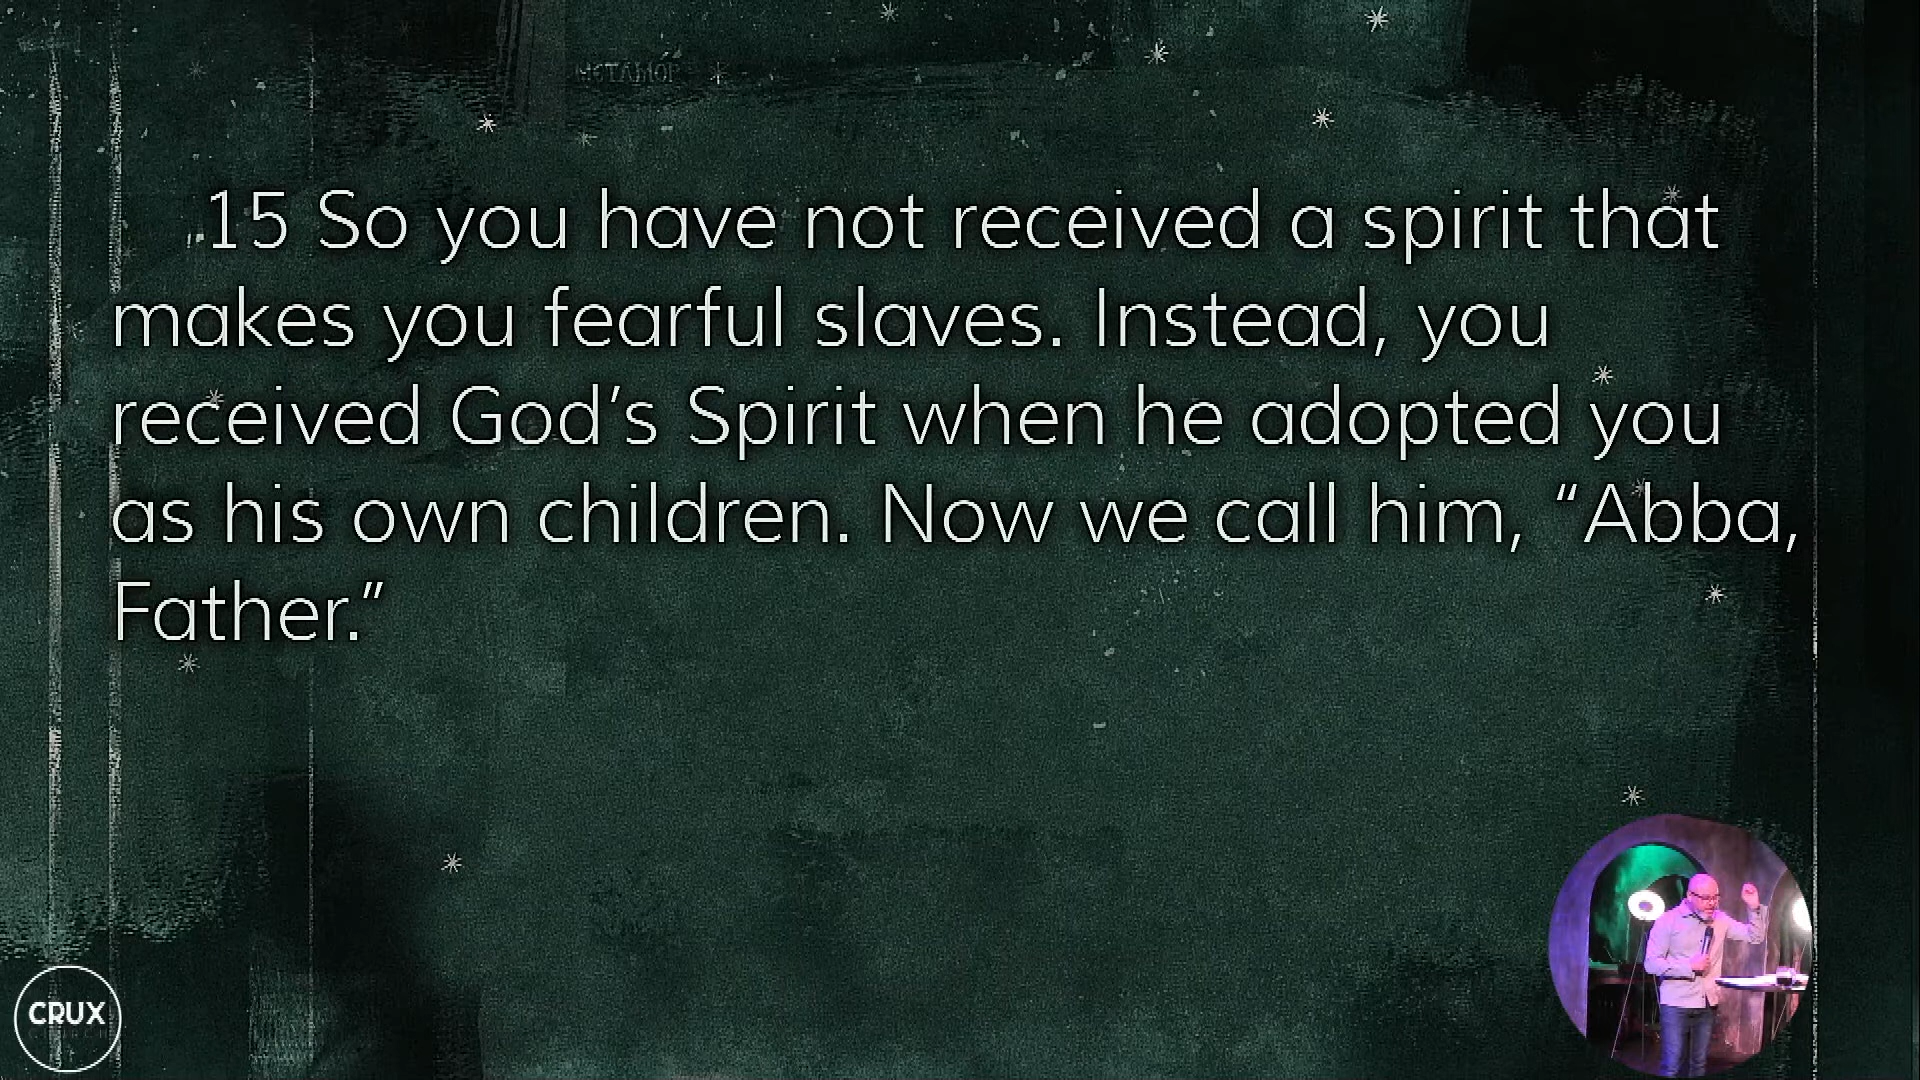 15 So you have not received a spirit that
makes you fearful slaves. Instead, you
received God’s Spirit when he adopted you
as his own children. Now we call him, “Abba,
Father.”
CRUX